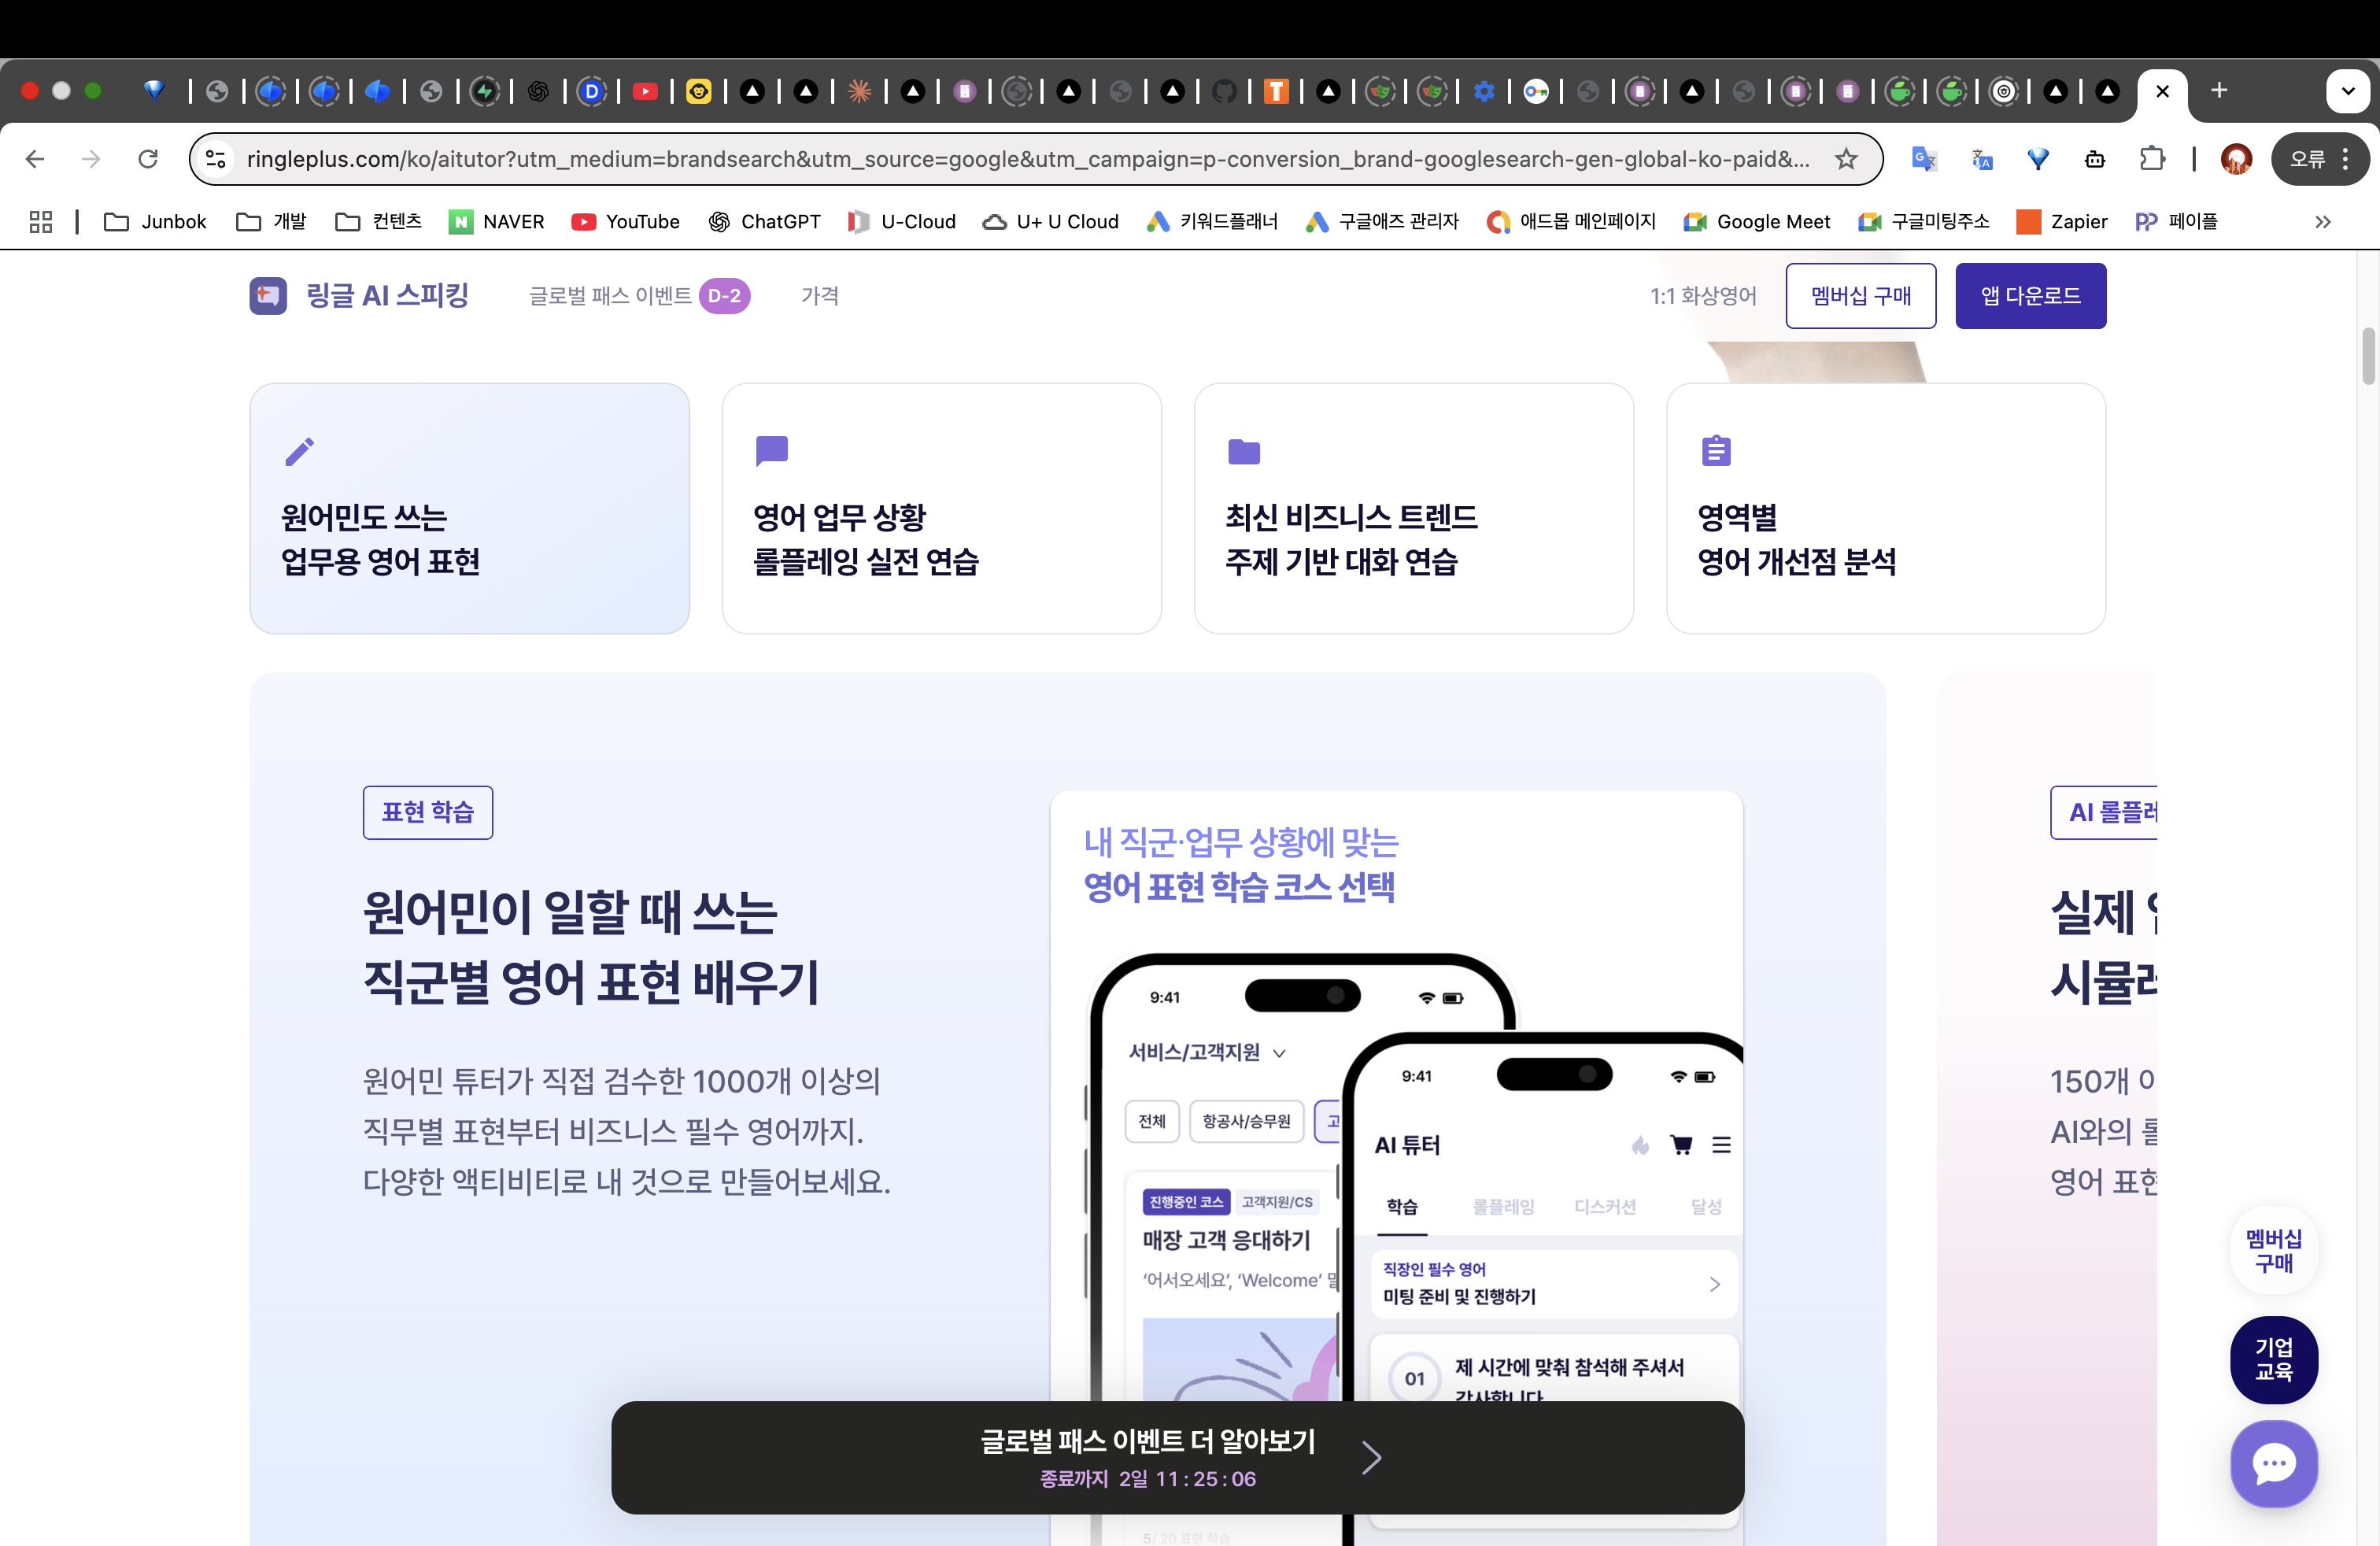 ringleplus.com/ko/aitutor?utm_medium=brandsearch&utm_source=google&utm_campaign=p-conversion_brand-googlesearch-gen-global-ko-paid&...
오류
Junbok
개발
컨텐츠
NAVER
YouTube
ChatGPT
U-Cloud
U+ U Cloud
키워드플래너
구글애즈 관리자
애드몹 메인페이지
Google Meet
구글미팅주소
Zapier
페이플
링글 AI 스피킹
글로벌 패스 이벤트 D-2
가격
1:1 화상영어
멤버십 구매
앱 다운로드
원어민도 쓰는
업무용 영어 표현
영어 업무 상황
롤플레잉 실전 연습
최신 비즈니스 트렌드
주제 기반 대화 연습
영역별
영어 개선점 분석
표현 학습
원어민이 일할 때 쓰는
직군별 영어 표현 배우기
원어민 튜터가 직접 검수한 1000개 이상의
직무별 표현부터 비즈니스 필수 영어까지.
다양한 액티비티로 내 것으로 만들어보세요.
내 직군·업무 상황에 맞는
영어 표현 학습 코스 선택
9:41
서비스/고객지원
전체
항공사/승무원
고
진행중인 코스
고객지원/CS
매장 고객 응대하기
‘어서오세요’, ‘Welcome’ 말
5/ 20 표현 학습
9:41
AI 튜터
학습
롤플레잉
디스커션
달성
직장인 필수 영어
미팅 준비 및 진행하기
01
제 시간에 맞춰 참석해 주셔서
감사합니다
AI 롤플레
실제
시뮬레
150개 이
AI와의 롤
영어 표현
멤버십
구매
기업
교육
글로벌 패스 이벤트 더 알아보기
종료까지 2일 11 : 25 : 06